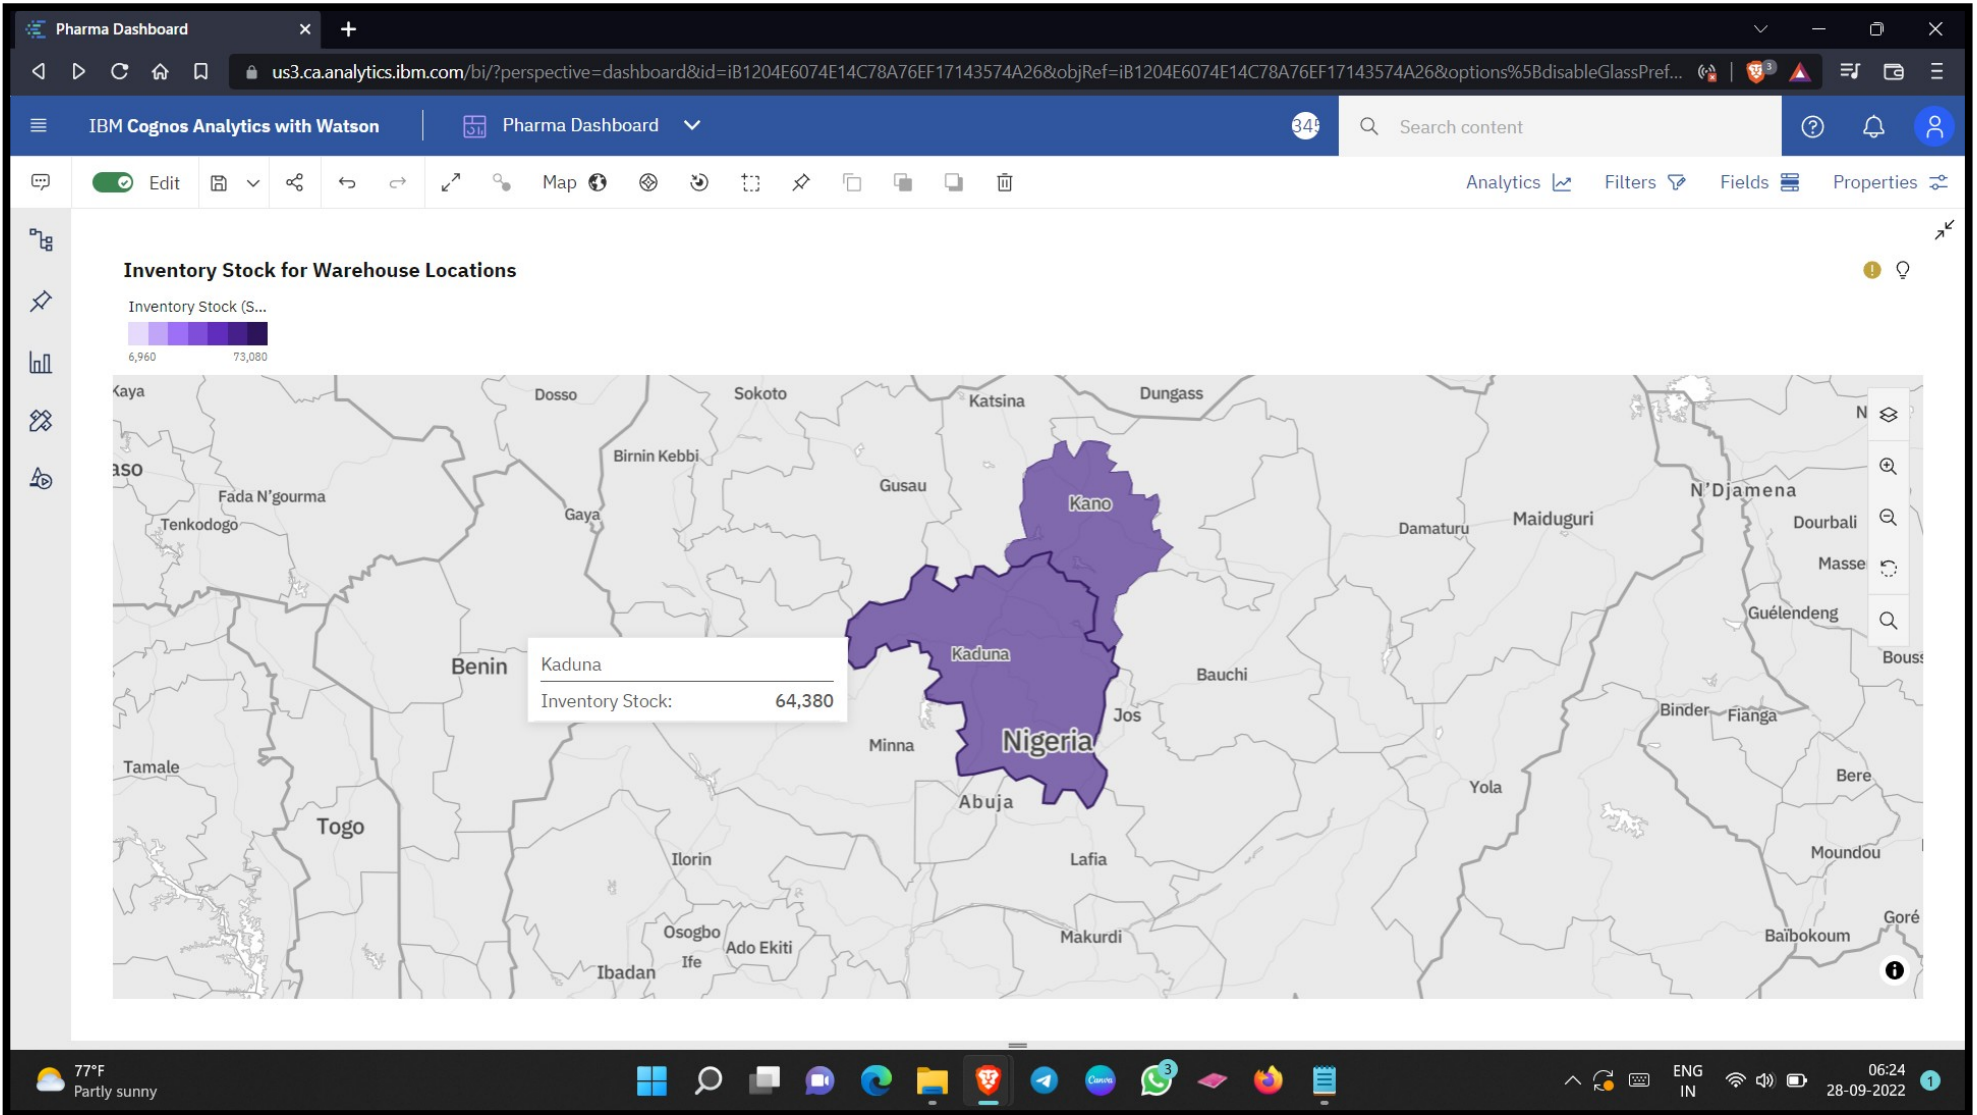 Pharma Dashboard
us3.ca.analytics.ibm.com/bi/?perspective=dashboard&id=iB1204E6074E14C78A76EF17143574A26&objRef=iB1204E6074E14C78A76EF17143574A26&options%5BdisableGlassPref...
3
IBM Cognos Analytics with Watson
Pharma Dashboard
345
Search content
Edit
Map
Analytics
Filters
Fields
Properties
Inventory Stock for Warehouse Locations
Inventory Stock (S...
6,960 73,080
Kaya
Dosso
Sokoto
Katsina
Dungass
N
Birnin Kebbi
aso
Fada N'gourma
Gusau
Kano
N'Djamena
Tenkodogo
Gaya
Damaturu
Maiduguri
Dourbali
Masse
Guélendeng
Benin
Kaduna
Inventory Stock: 64,380
Kaduna
Bauchi
Bouss
Jos
Binder
Fianga
Nigeria
Minna
Tamale
Bere
Yola
Abuja
Togo
Ilorin
Lafia
Moundou
Goré
Osogbo
Ado Ekiti
Makurdi
Baïbokoum
Ife
Ibadan
77°F
Partly sunny
Canva
3
ENG
IN
06:24
28-09-2022
1